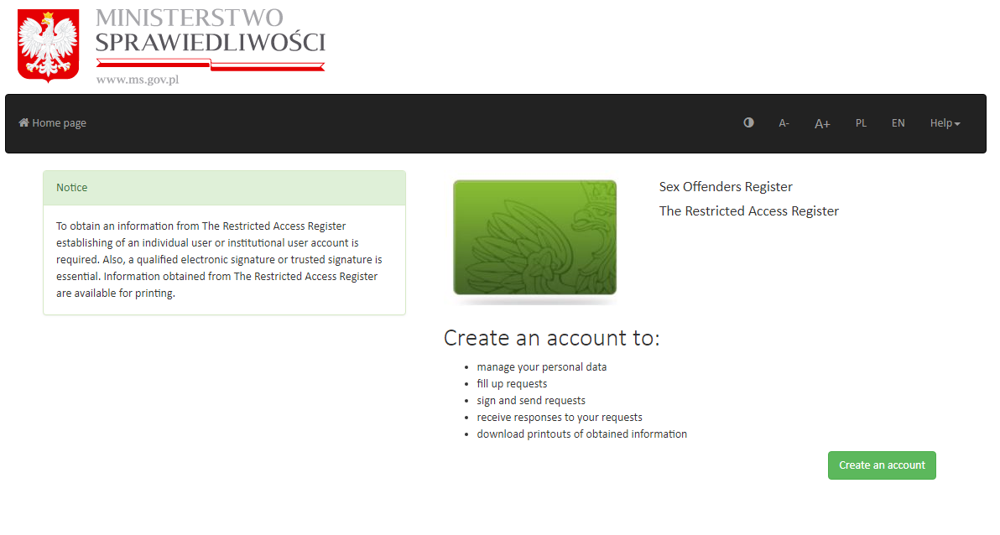 MINISTERSTWO
SPRAWIEDLIWOŚCI
www.ms.gov.pl
Home page
A-
A+
PL
EN
Help
Notice
To obtain an information from The Restricted Access Register
establishing of an individual user or institutional user account is
required. Also, a qualified electronic signature or trusted signature is
essential. Information obtained from The Restricted Access Register
are available for printing.
Sex Offenders Register
The Restricted Access Register
Create an account to:
manage your personal data
fill up requests
sign and send requests
receive responses to your requests
download printouts of obtained information
Create an account